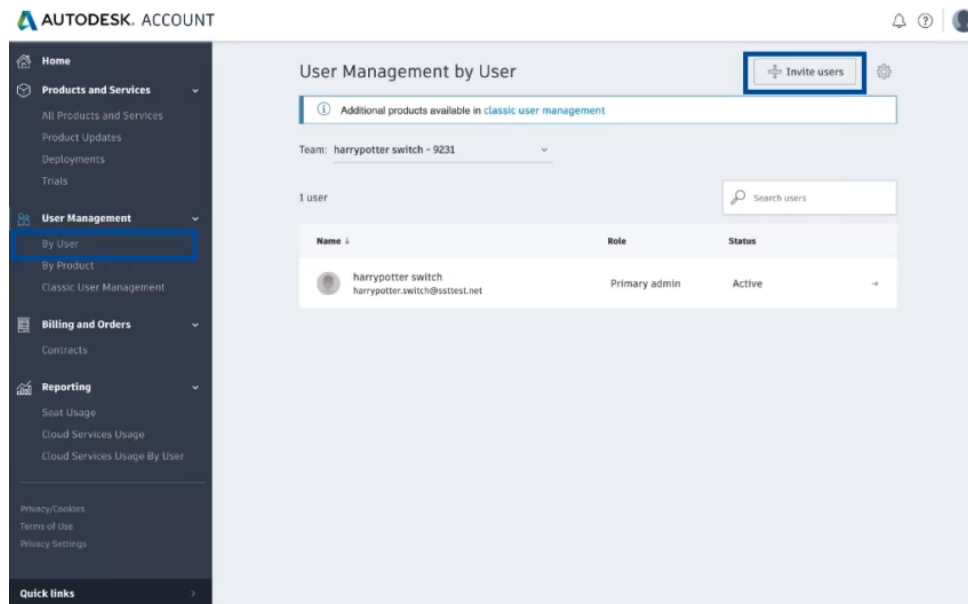 AUTODESK. ACCOUNT
Home
Products and Services
All Products and Services
Product Updates
Deployments
Trials
User Management
By User
By Product
Classic User Management
Billing and Orders
Contracts
Reporting
Seat Usage
Cloud Services Usage
Cloud Services Usage By User
Privacy/Cookies
Terms of Use
Privacy Settings
Quick links
User Management by User
Invite users
Additional products available in classic user management
Team: harrypotter switch - 9231
1 user
Search users
Name ↓ Role Status
harrypotter switch
harrypotter.switch@ssttest.net
Primary admin Active →